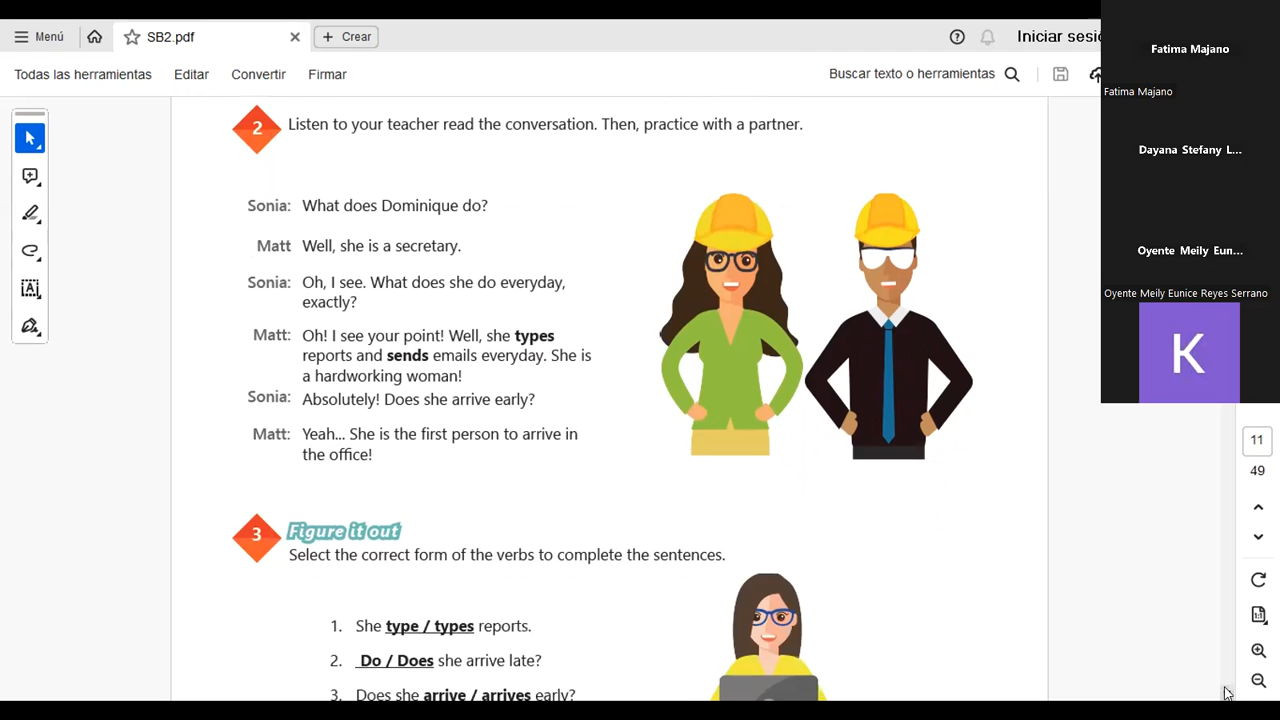 Menú
SB2.pdf
Crear
Iniciar sesi
Todas las herramientas
Editar
Convertir
Firmar
Buscar texto o herramientas
2
Listen to your teacher read the conversation. Then, practice with a partner.
Sonia: What does Dominique do?
Matt Well, she is a secretary.
Sonia: Oh, I see. What does she do everyday,
exactly?
Matt: Oh! I see your point! Well, she types
reports and sends emails everyday. She is
a hardworking woman!
Sonia: Absolutely! Does she arrive early?
Matt: Yeah... She is the first person to arrive in
the office!
3
Figure it out
Select the correct form of the verbs to complete the sentences.
1. She type / types reports.
2. Do / Does she arrive late?
3. Does she arrive / arrives early?
Fatima Majano
Fatima Majano
Dayana Stefany L...
Oyente Meily Eun...
Oyente Meily Eunice Reyes Serrano
K
11
49
1:1